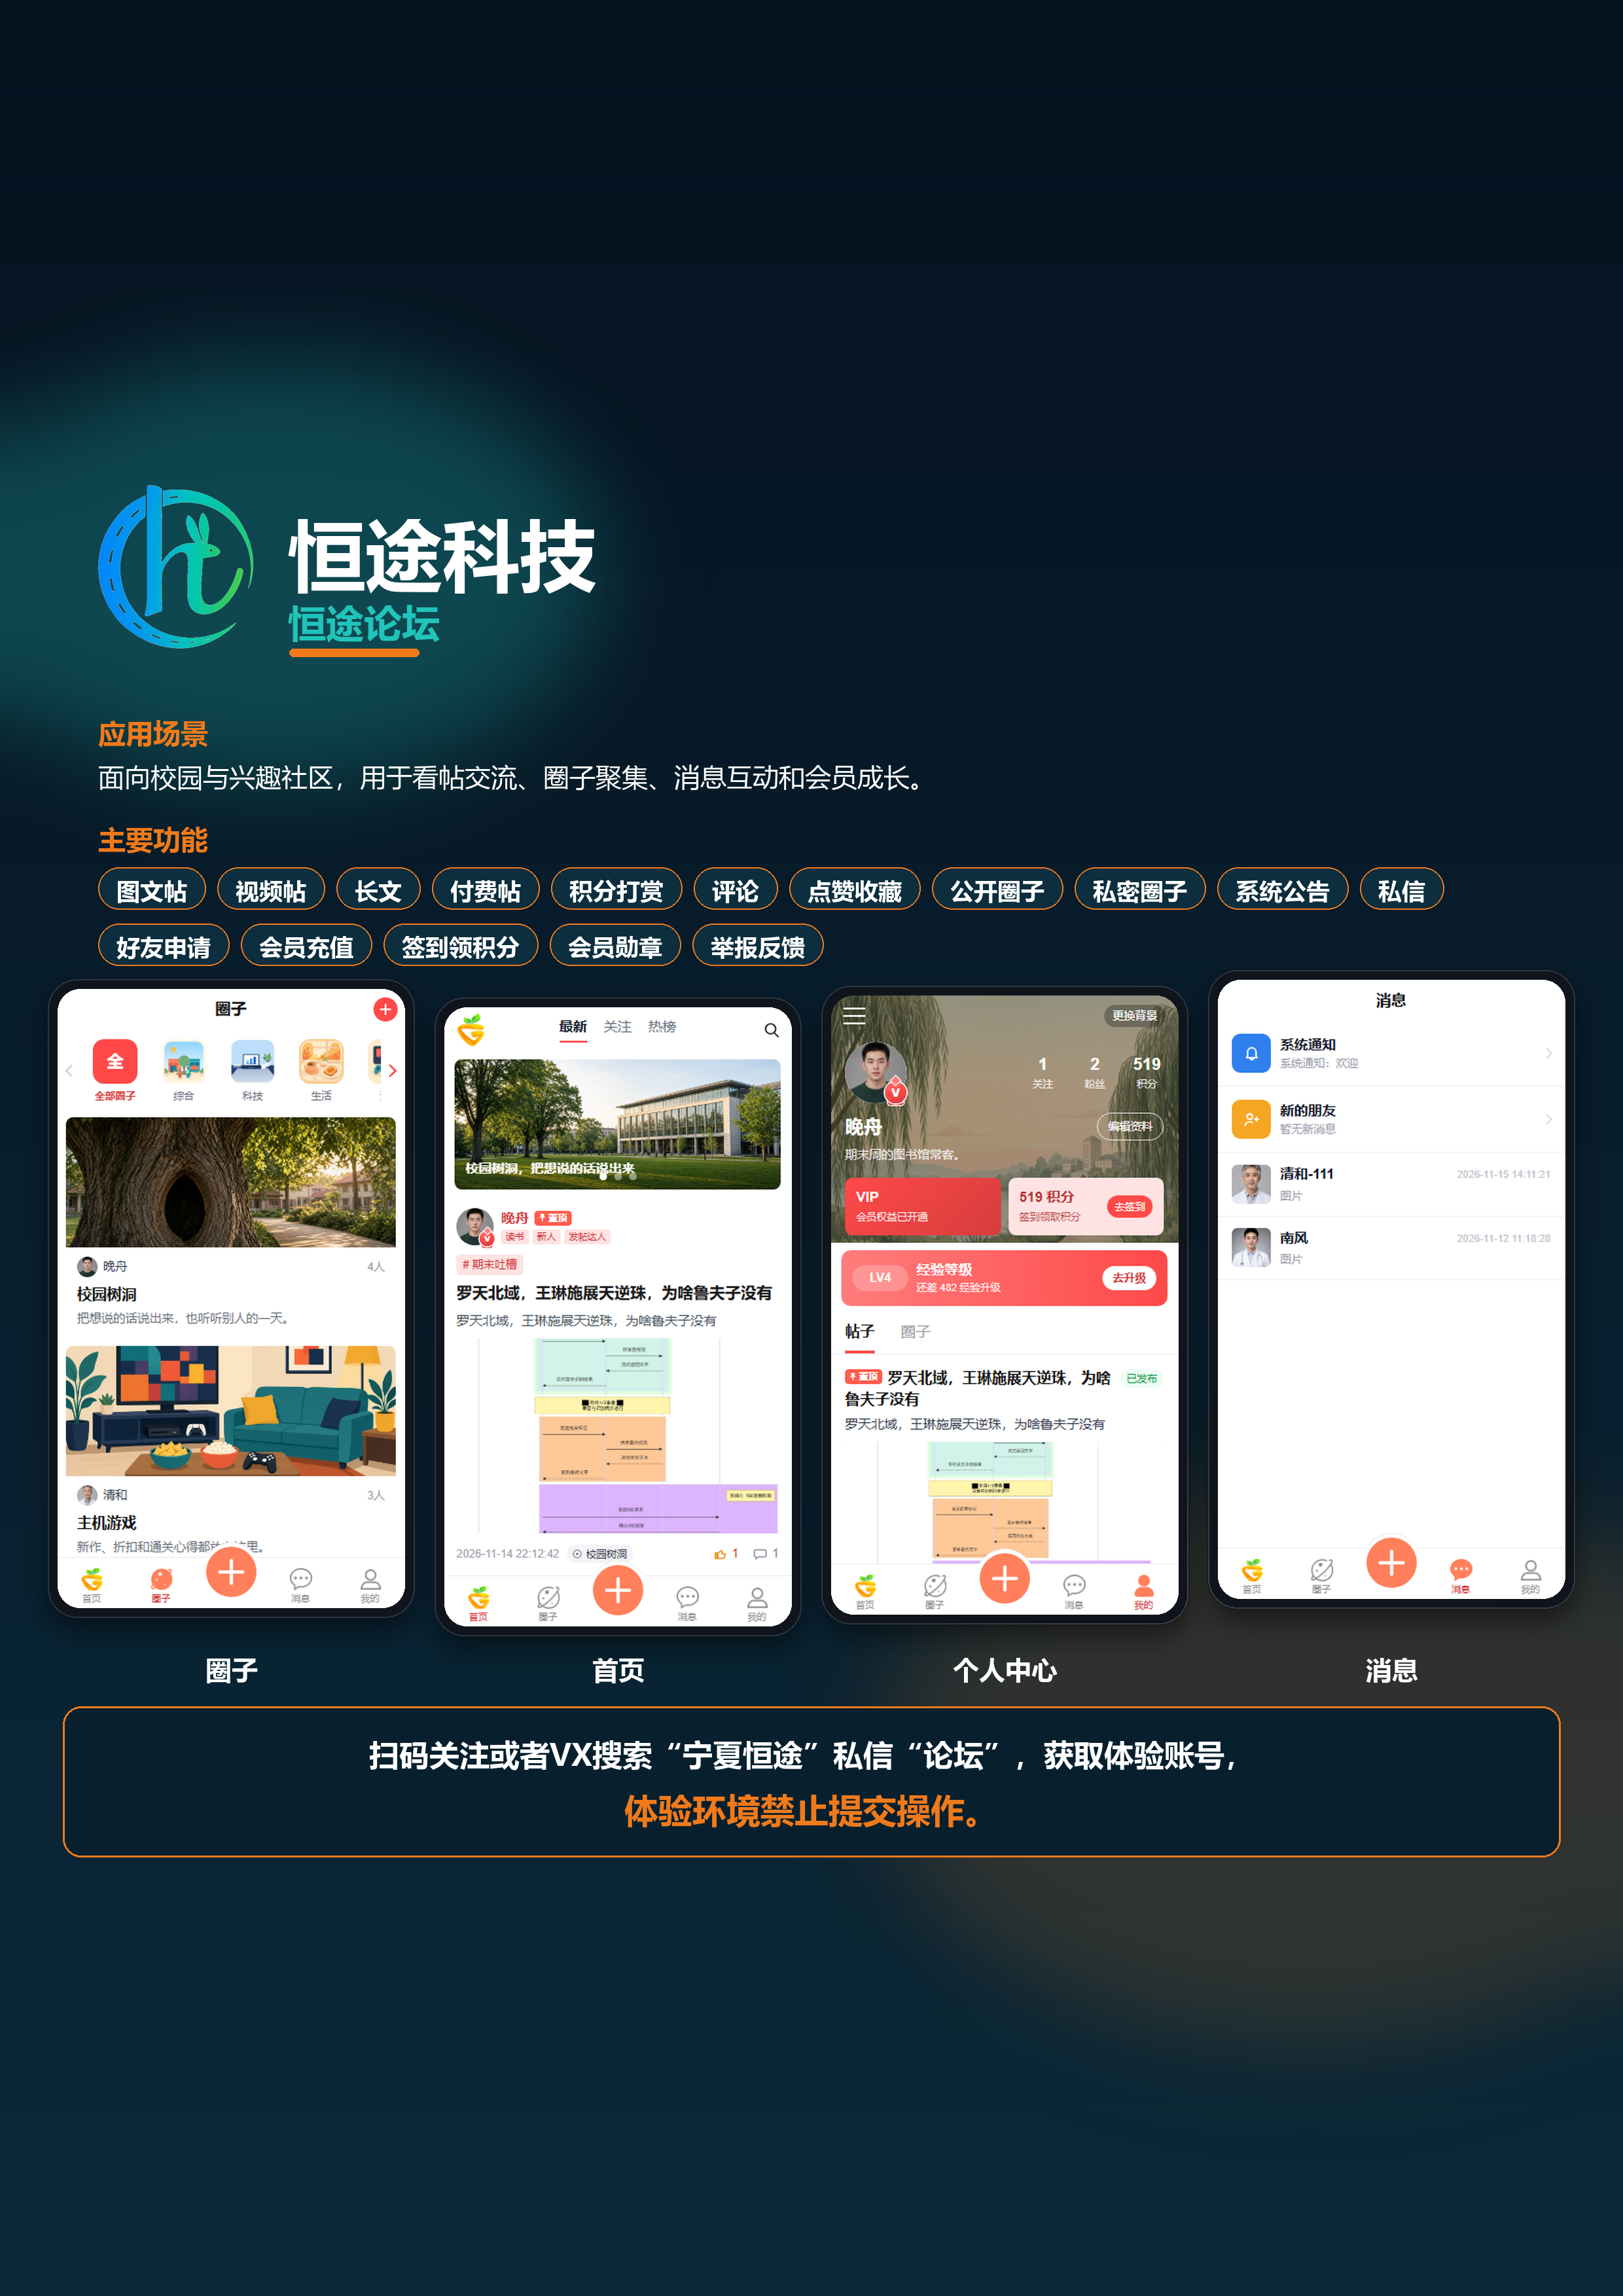 恒途科技
恒途论坛
应用场景
面向校园与兴趣社区，用于看帖交流、圈子聚集、消息互动和会员成长。
主要功能
图文帖 视频帖 长文 付费帖 积分打赏 评论 点赞收藏 公开圈子 私密圈子 系统公告 私信
好友申请 会员充值 签到领积分 会员勋章 举报反馈
圈子
全
全部圈子 综合 科技 生活
晚舟 4人
校园树洞
把想说的话说出来，也听听别人的一天。
清和 3人
主机游戏
新作、折扣和通关心得都放在这里。
首页 圈子 消息 我的
最新 关注 热榜
校园树洞，把想说的话说出来
晚舟 置顶
读书 新人 发帖达人
# 期末吐槽
罗天北域，王琳施展天逆珠，为啥鲁夫子没有
罗天北域，王琳施展天逆珠，为啥鲁夫子没有
2026-11-14 22:12:42 校园树洞 1 1
首页 圈子 消息 我的
更换背景
1 2 519
关注 粉丝 积分
晚舟 编辑资料
期末周的图书馆常客。
VIP
会员权益已开通
519 积分
签到领取积分
去签到
LV4 经验等级
还差 482 经验升级
去升级
帖子 圈子
置顶 罗天北域，王琳施展天逆珠，为啥 已发布
鲁夫子没有
罗天北域，王琳施展天逆珠，为啥鲁夫子没有
首页 圈子 消息 我的
消息
系统通知
系统通知：欢迎
新的朋友
暂无新消息
清和-111 2026-11-15 14:11:21
图片
南风 2026-11-12 11:18:28
图片
首页 圈子 消息 我的
圈子 首页 个人中心 消息
扫码关注或者VX搜索“宁夏恒途”私信“论坛”，获取体验账号，
体验环境禁止提交操作。